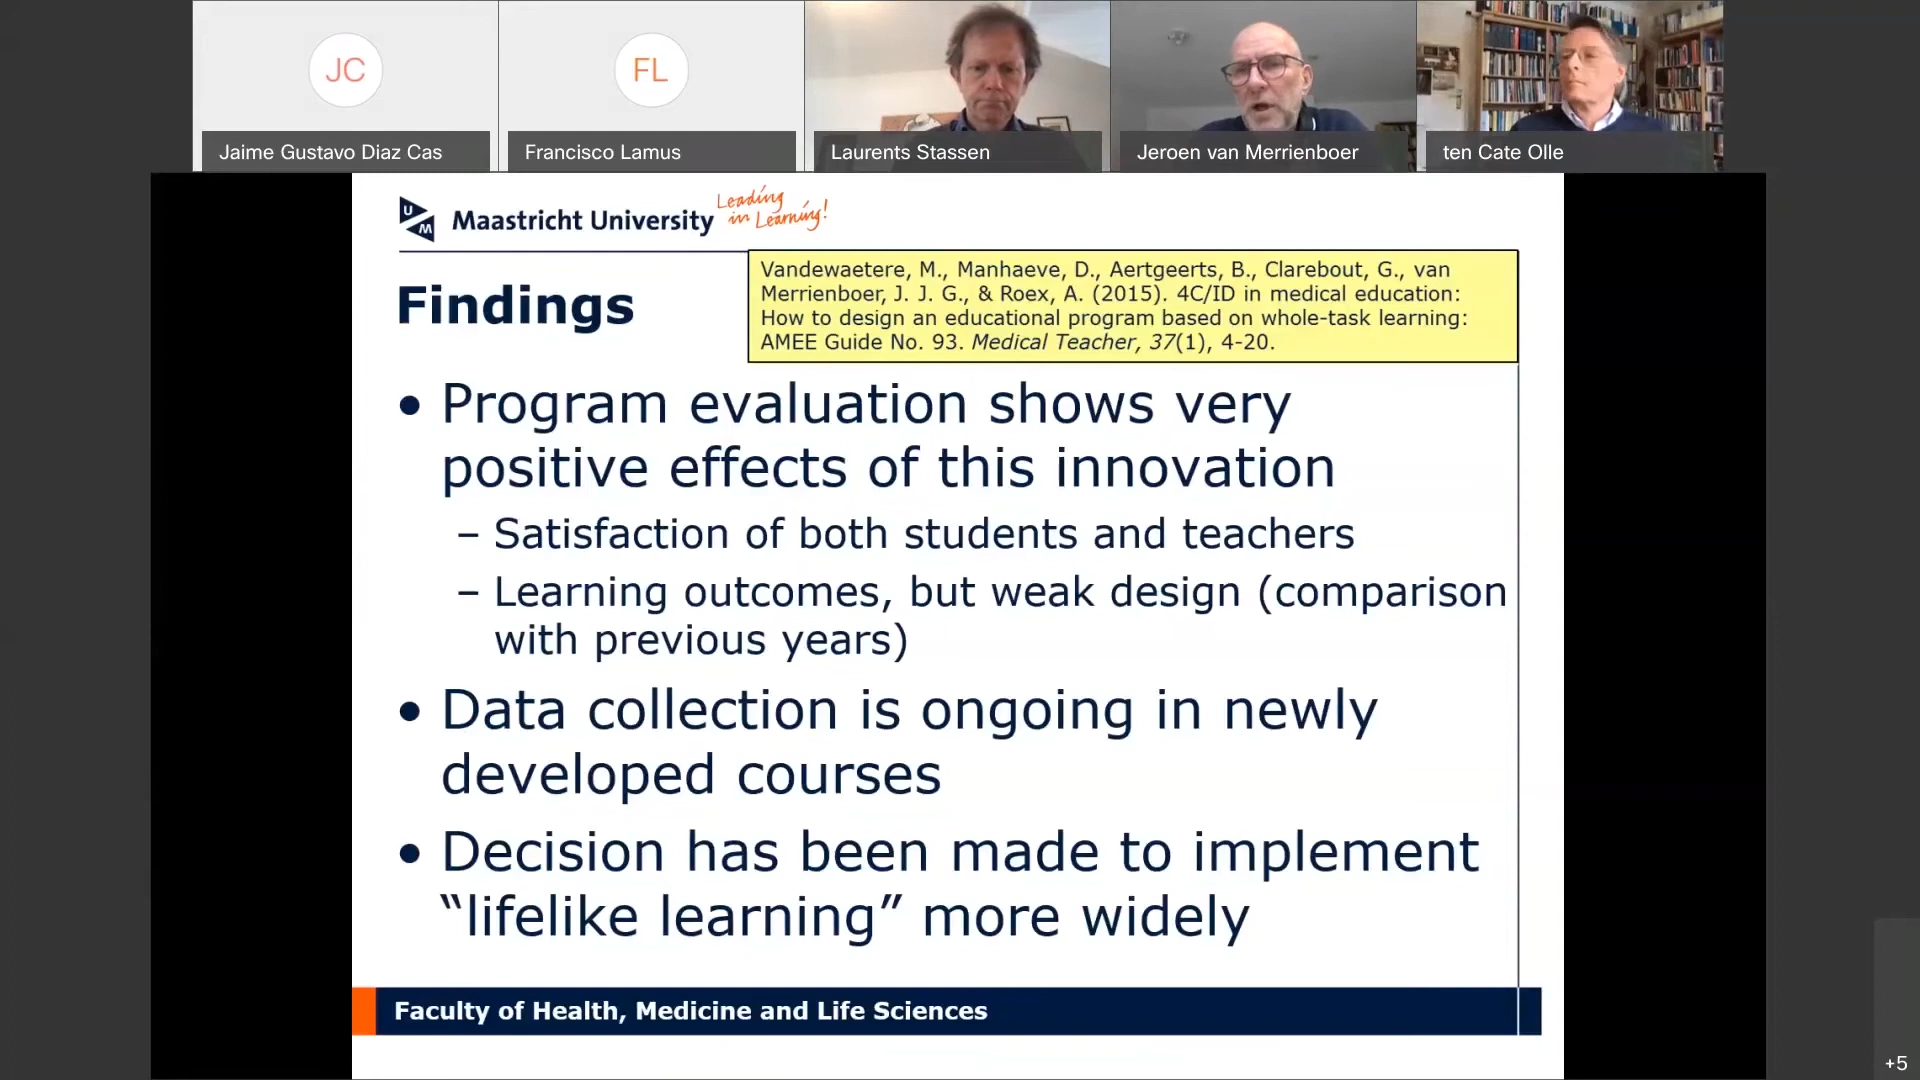 JC
FL
Jaime Gustavo Diaz Cas
Francisco Lamus
Laurents Stassen
Jeroen van Merrienboer
ten Cate Olle
UM
Maastricht University
Leading
in Learning!
Findings
Vandewaetere, M., Manhaeve, D., Aertgeerts, B., Clarebout, G., van
Merrienboer, J. J. G., & Roex, A. (2015). 4C/ID in medical education:
How to design an educational program based on whole-task learning:
AMEE Guide No. 93. Medical Teacher, 37(1), 4-20.
• Program evaluation shows very
positive effects of this innovation
– Satisfaction of both students and teachers
– Learning outcomes, but weak design (comparison
with previous years)
• Data collection is ongoing in newly
developed courses
• Decision has been made to implement
“lifelike learning” more widely
Faculty of Health, Medicine and Life Sciences
+5